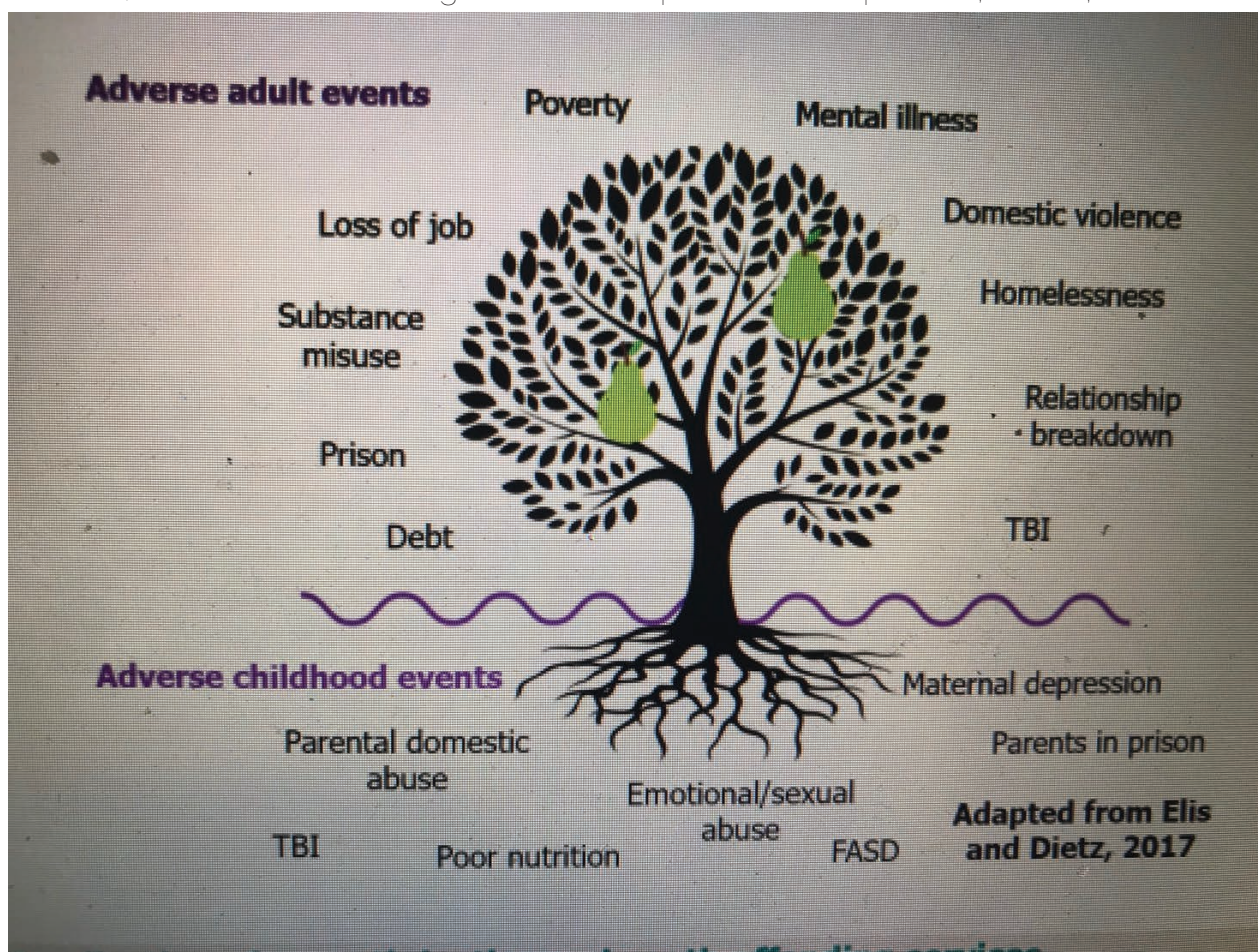 Adverse adult events
Poverty
Mental illness
Loss of job
Domestic violence
Substance
misuse
Homelessness
Relationship
breakdown
Prison
Debt
TBI
Adverse childhood events
Maternal depression
Parental domestic
abuse
Parents in prison
Emotional/sexual
abuse
TBI
Poor nutrition
FASD
Adapted from Elis
and Dietz, 2017